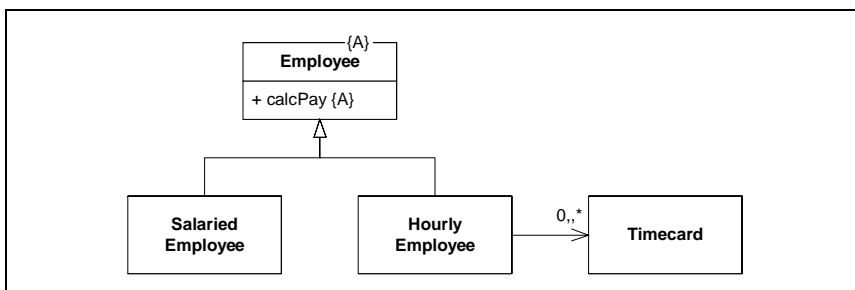 {A}
Employee
+ calcPay {A}
Salaried
Employee
Hourly
Employee
0,,*
Timecard